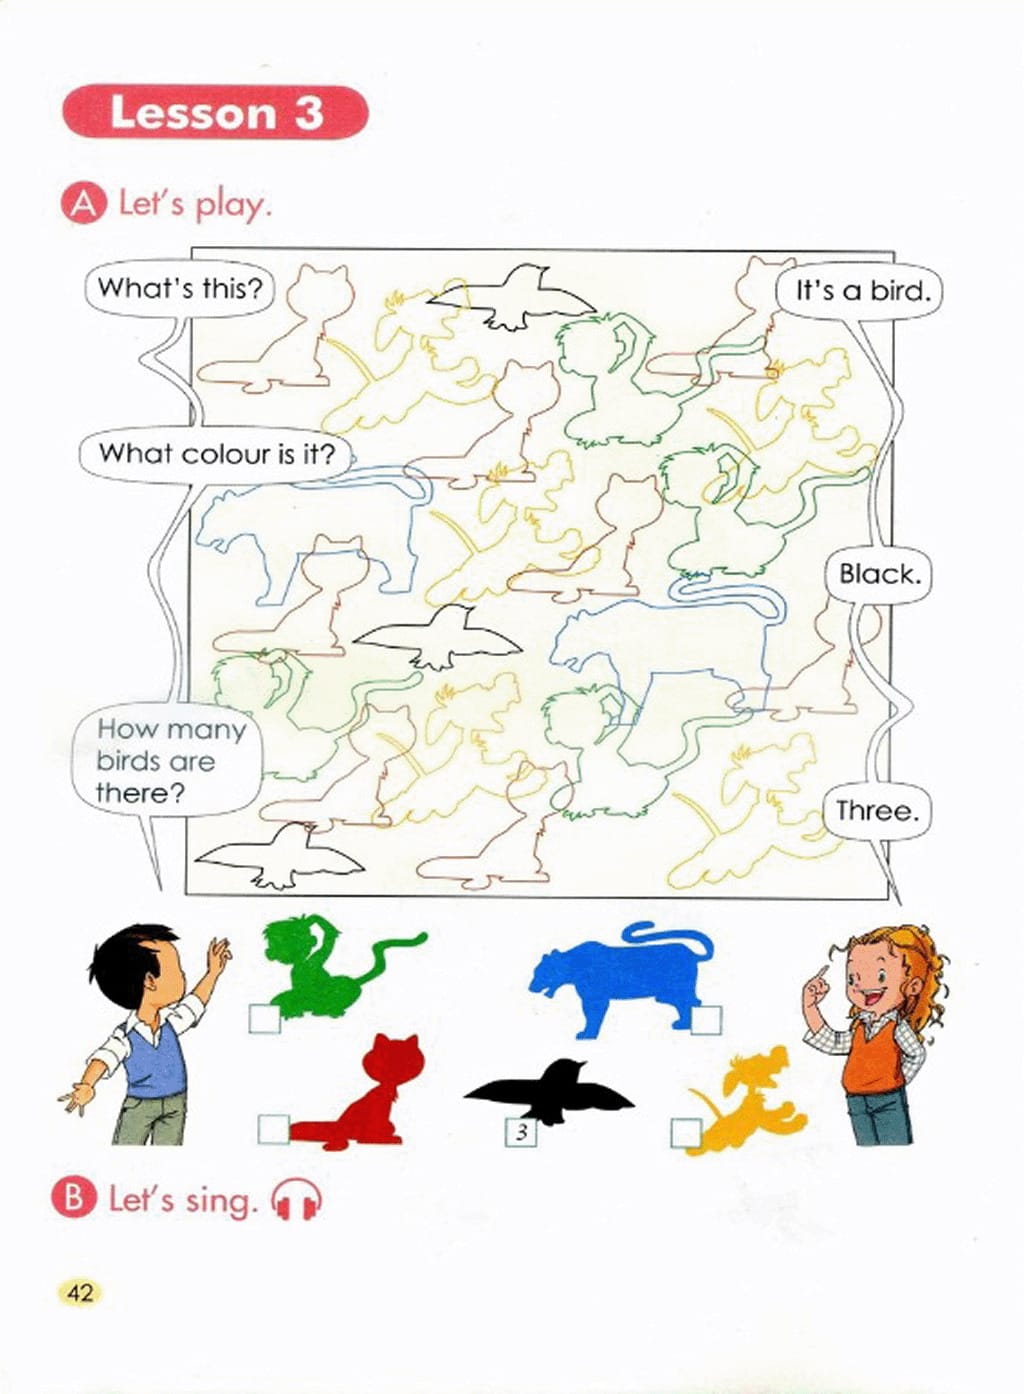 Lesson 3
A Let's play.
What's this?
It's a bird.
What colour is it?
Black.
How many
birds are
there?
Three.
3
B Let's sing.
42